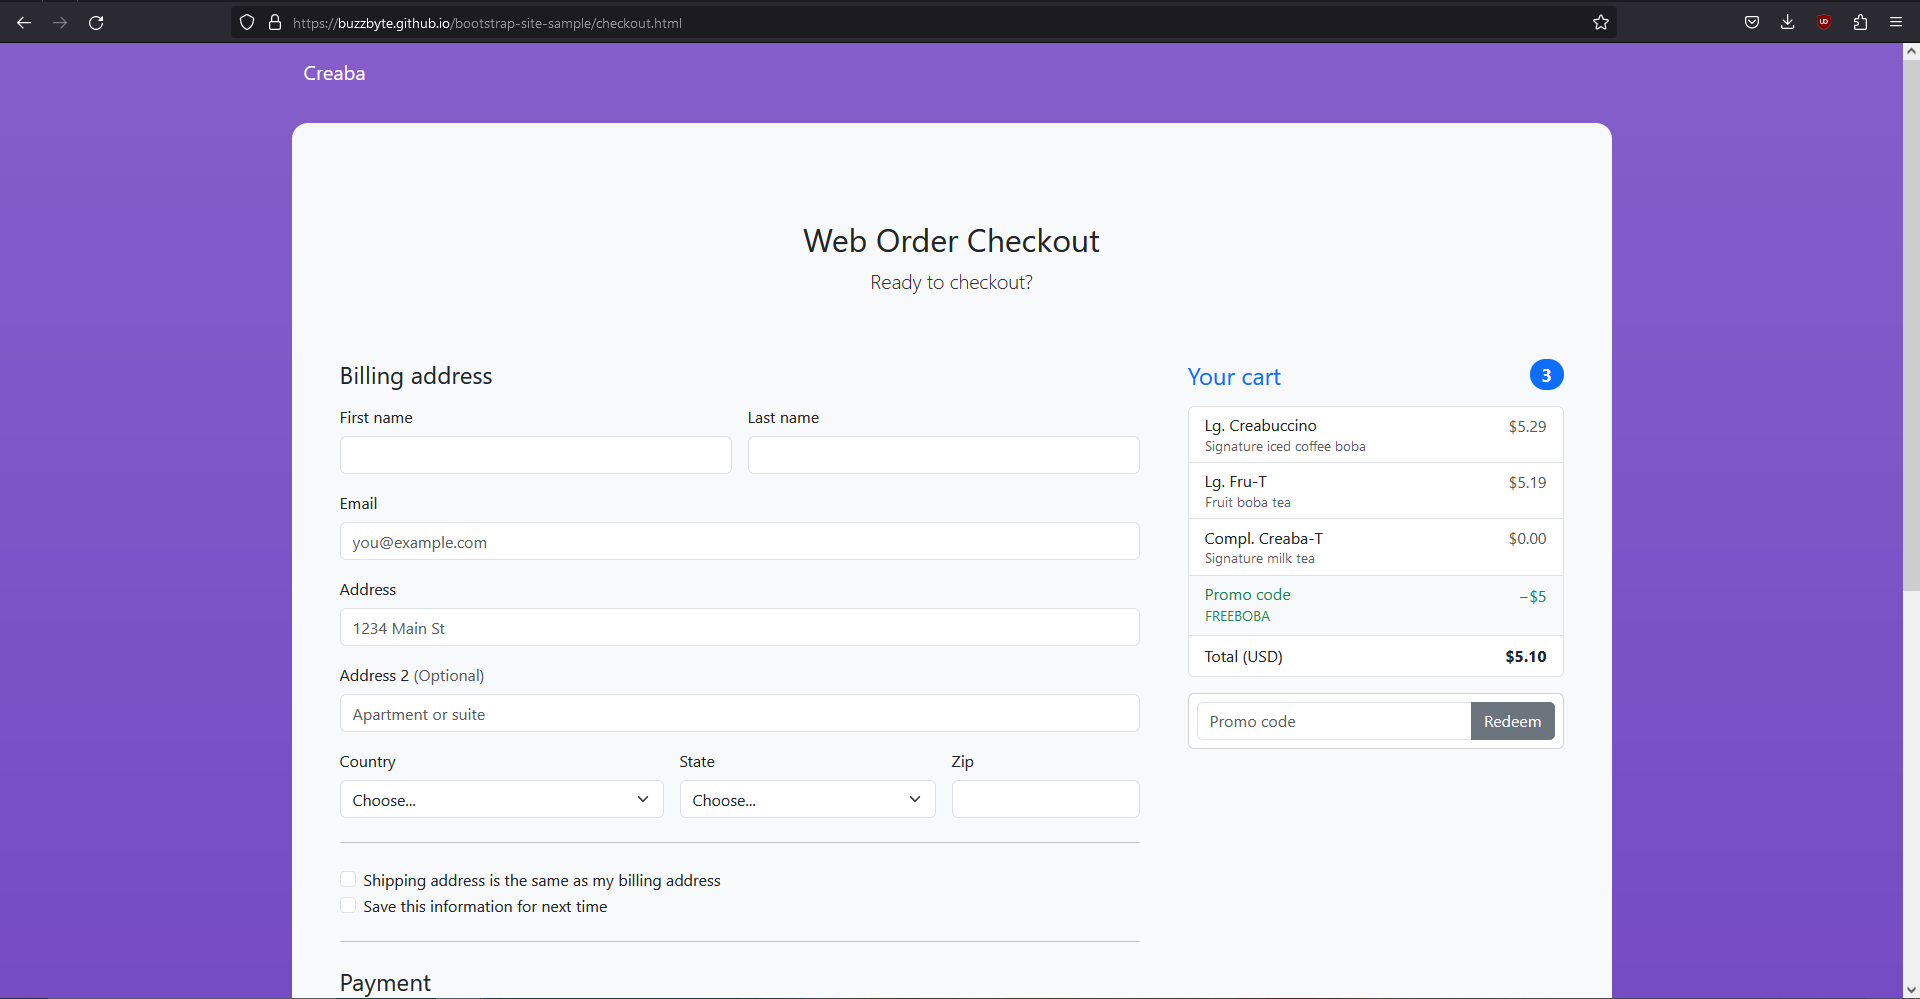 https://buzzbyte.github.io/bootstrap-site-sample/checkout.html
Creaba
Web Order Checkout
Ready to checkout?
Billing address
First name
Last name
Email
you@example.com
Address
1234 Main St
Address 2 (Optional)
Apartment or suite
Country
State
Zip
Choose...
Choose...
Shipping address is the same as my billing address
Save this information for next time
Payment
Your cart
3
Lg. Creabuccino
$5.29
Signature iced coffee boba
Lg. Fru-T
$5.19
Fruit boba tea
Compl. Creaba-T
$0.00
Signature milk tea
Promo code
−$5
FREEBOBA
Total (USD)
$5.10
Promo code
Redeem